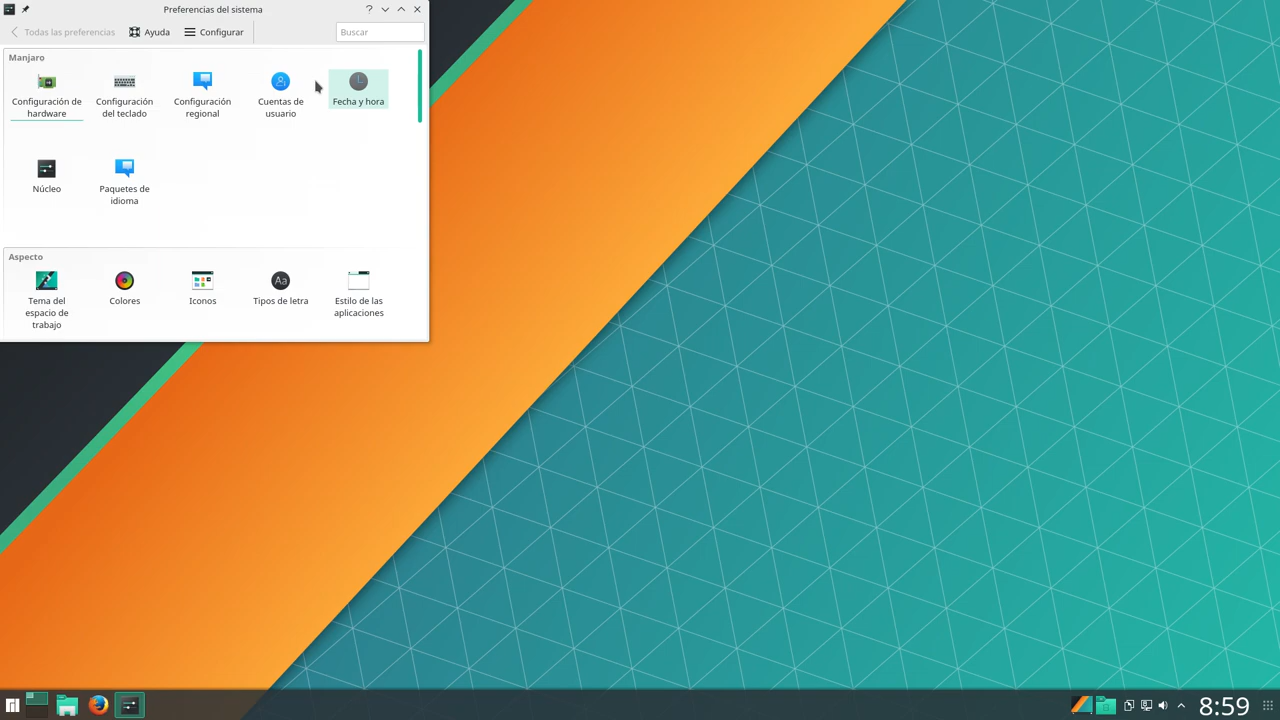 Preferencias del sistema
Todas las preferencias Ayuda Configurar Buscar
Manjaro
Configuración de hardware
Configuración del teclado
Configuración regional
Cuentas de usuario
Fecha y hora
Núcleo
Paquetes de idioma
Aspecto
Tema del espacio de trabajo
Colores
Iconos
Aa
Tipos de letra
Estilo de las aplicaciones
8:59